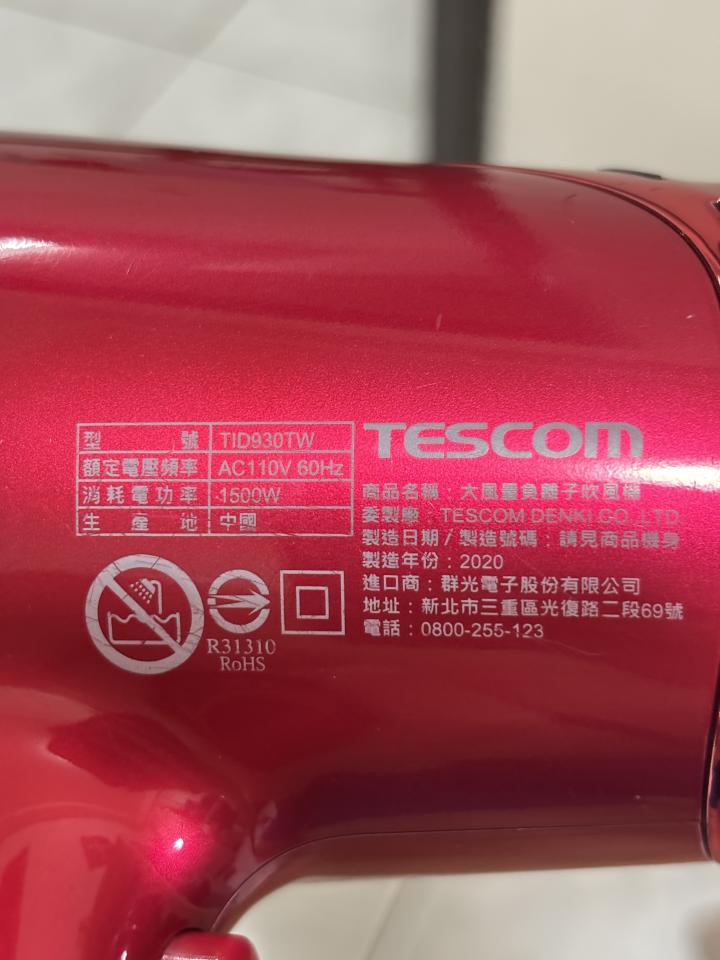 型號 TID930TW
額定電壓頻率 AC110V 60Hz
消耗電功率 1500W
生產地 中國
R31310
RoHS
TESCOM
商品名稱：大風量負離子吹風機
委製廠：TESCOM DENKI CO.,LTD
製造日期/製造號碼：請見商品機身
製造年份：2020
進口商：群光電子股份有限公司
地址：新北市三重區光復路二段69號
電話：0800-255-123